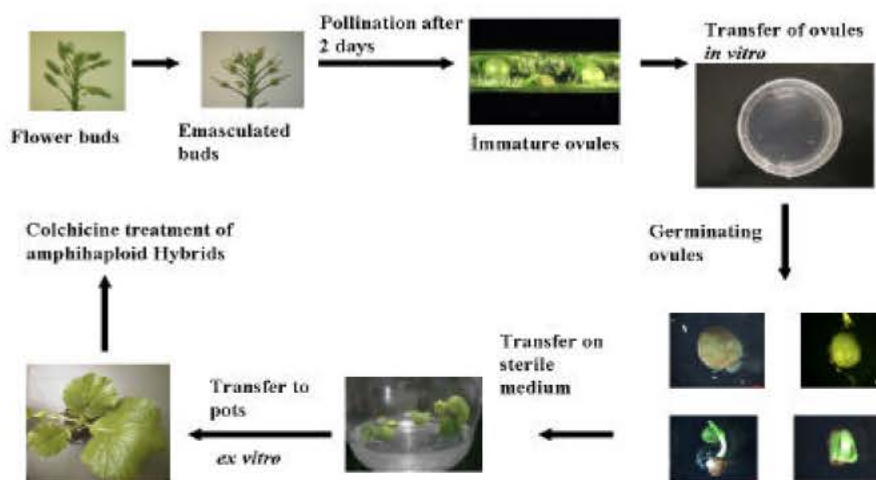 Pollination after
2 days
Transfer of ovules
in vitro
Flower buds
Emasculated
buds
İmmature ovules
Colchicine treatment of
amphihaploid Hybrids
Germinating
ovules
Transfer on
sterile
medium
Transfer to
pots
ex vitro